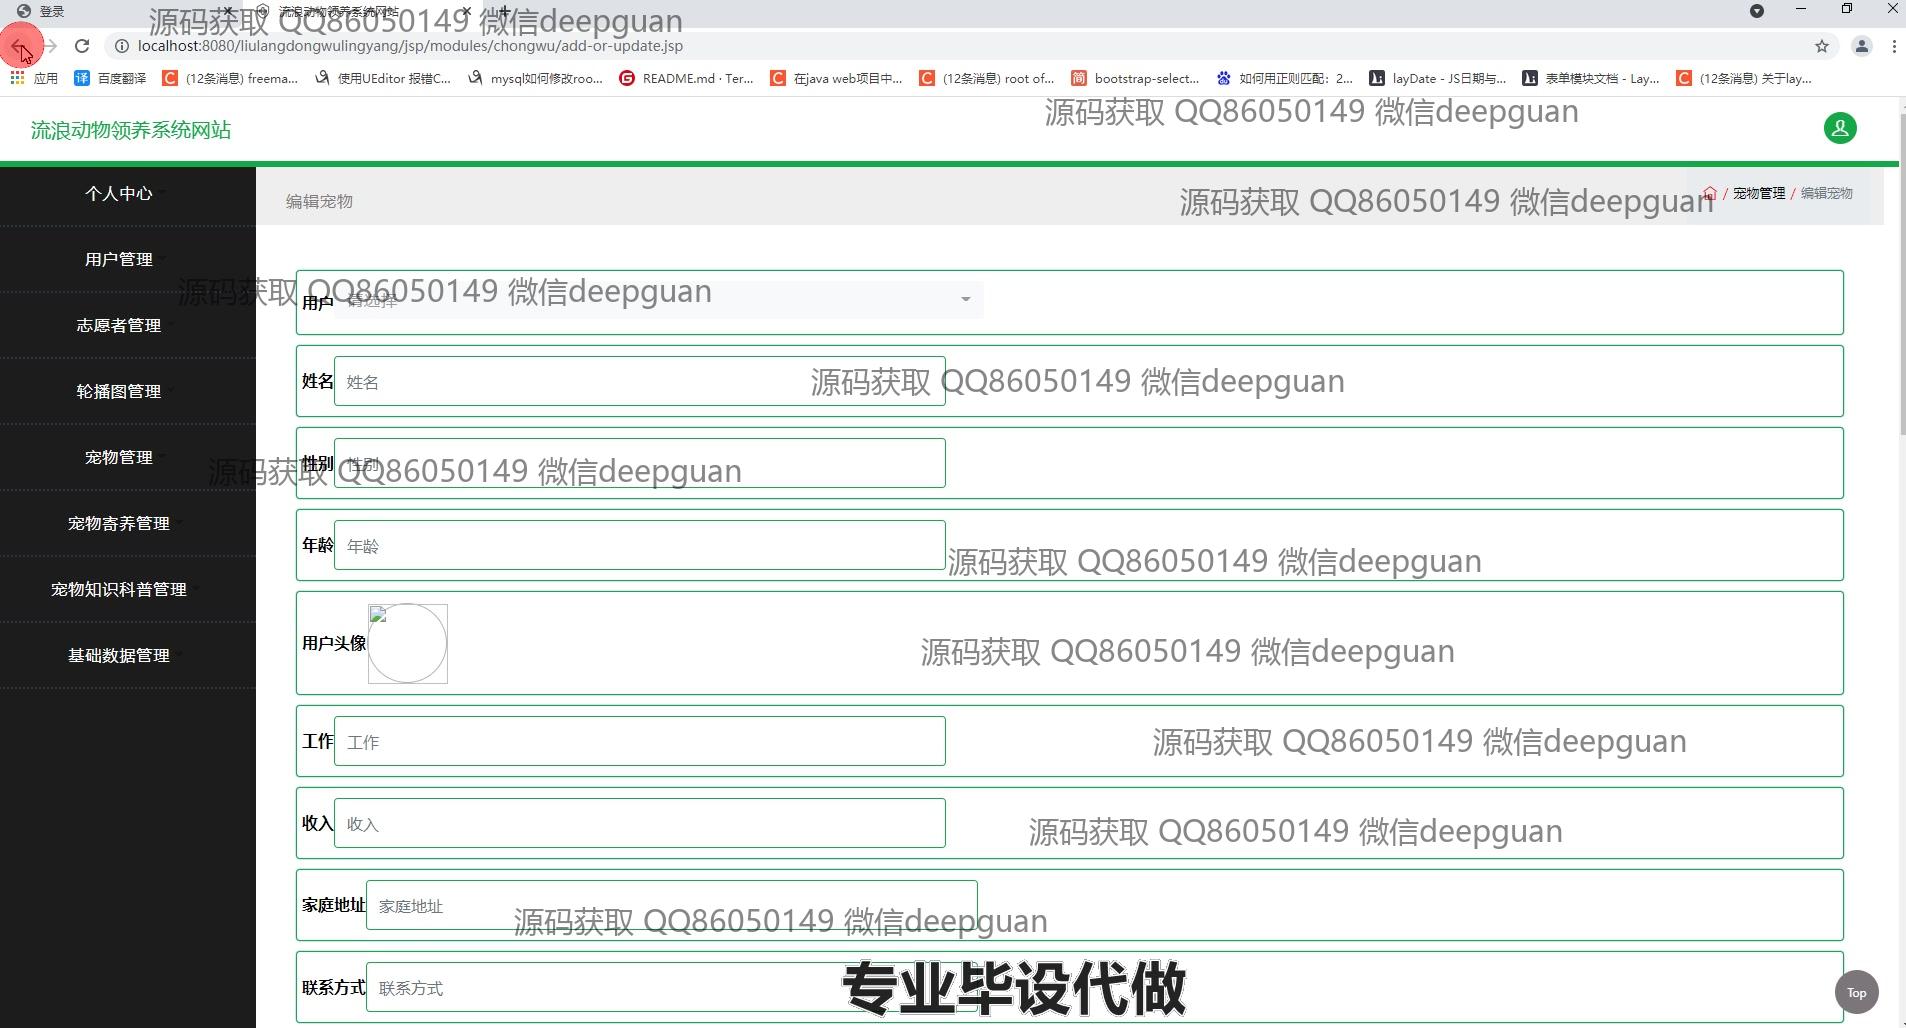 登录
流浪动物领养系统网站
源码获取 QQ86050149 微信deepguan
localhost:8080/liulangdongwulingyang/jsp/modules/chongwu/add-or-update.jsp
应用 百度翻译 (12条消息) freema... 使用UEditor 报错C... mysql如何修改roo... README.md · Ter... 在java web项目中... (12条消息) root of... bootstrap-select... 如何用正则匹配：2... layDate - JS日期与... 表单模块文档 - Lay... (12条消息) 关于lay...
源码获取 QQ86050149 微信deepguan
流浪动物领养系统网站
个人中心
用户管理
志愿者管理
轮播图管理
宠物管理
宠物寄养管理
宠物知识科普管理
基础数据管理
编辑宠物
源码获取 QQ86050149 微信deepguan
/ 宠物管理 / 编辑宠物
源码获取 QQ86050149 微信deepguan
用户 请选择
姓名 姓名
源码获取 QQ86050149 微信deepguan
性别 性别
源码获取 QQ86050149 微信deepguan
年龄 年龄
源码获取 QQ86050149 微信deepguan
用户头像
源码获取 QQ86050149 微信deepguan
工作 工作
源码获取 QQ86050149 微信deepguan
收入 收入
源码获取 QQ86050149 微信deepguan
家庭地址 家庭地址
源码获取 QQ86050149 微信deepguan
联系方式 联系方式
专业毕设代做
Top